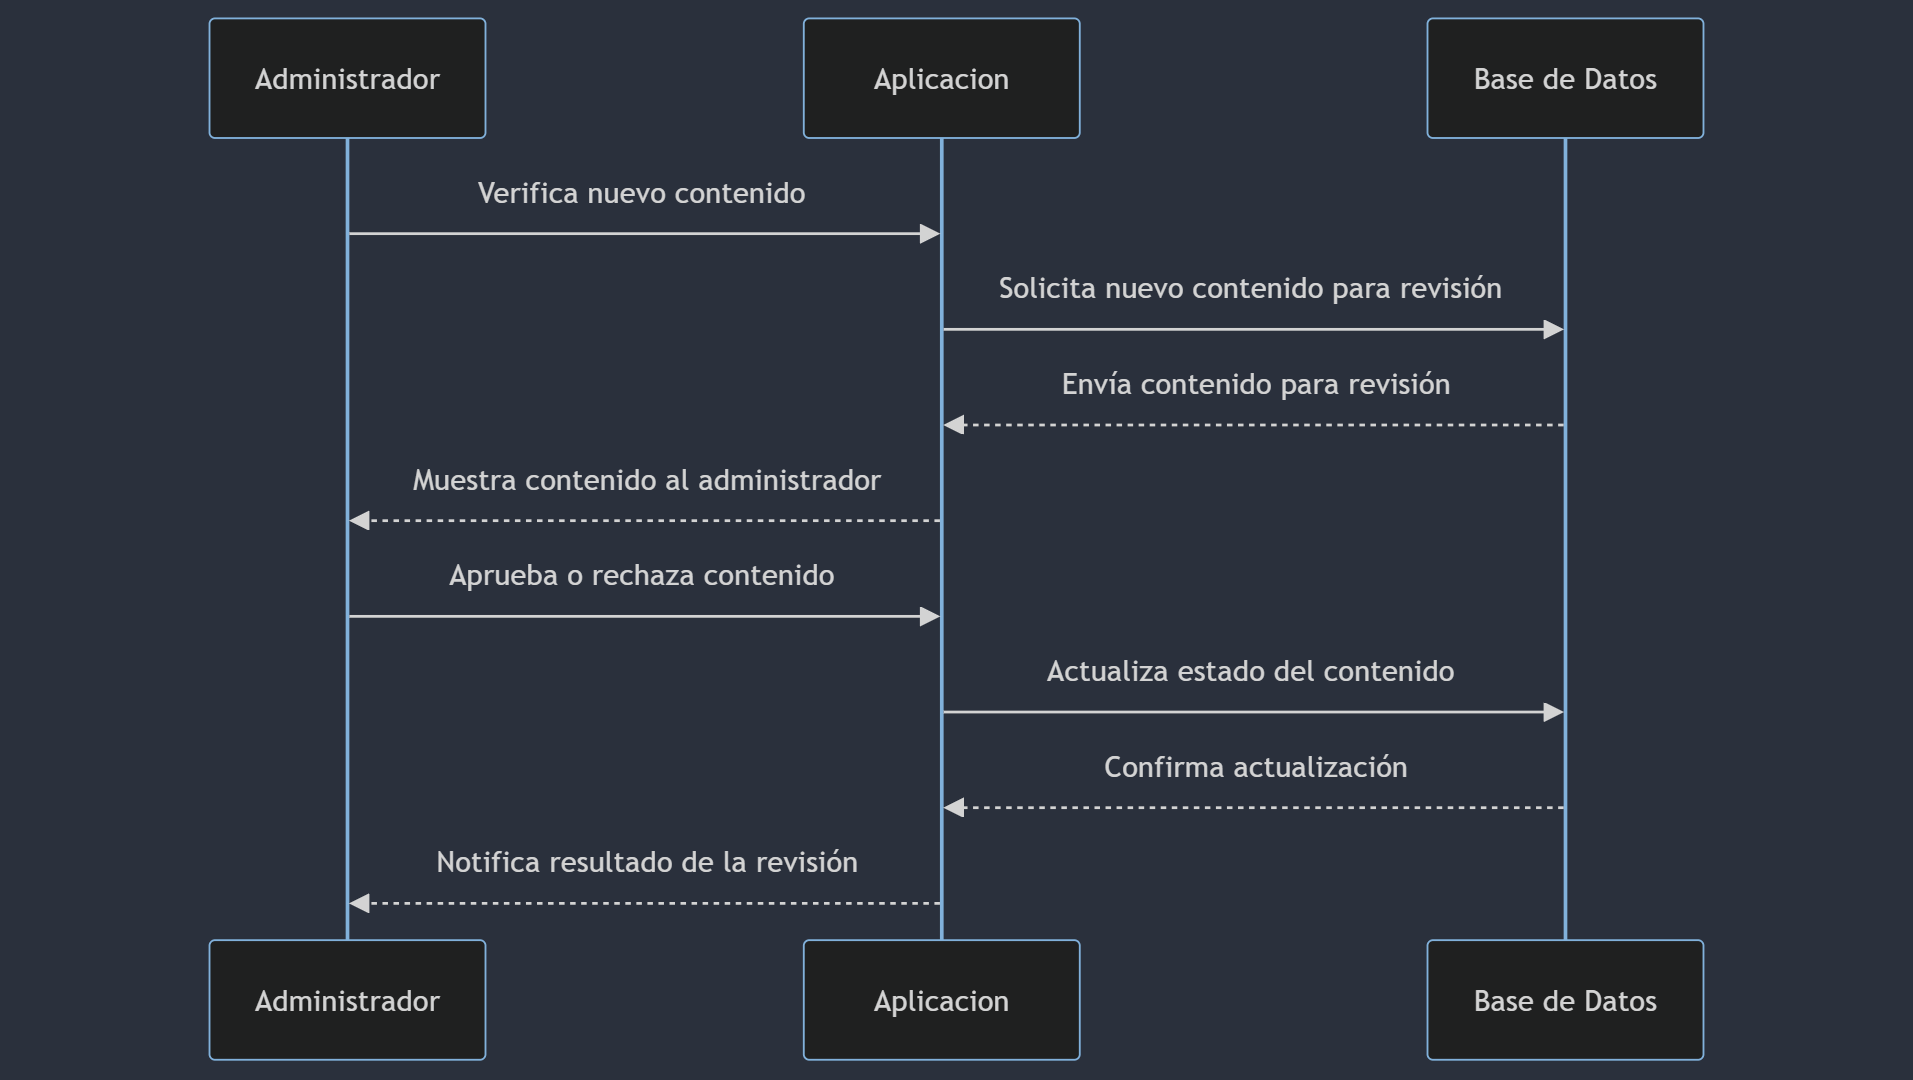 Administrador
Aplicacion
Base de Datos
Verifica nuevo contenido
Solicita nuevo contenido para revisión
Envía contenido para revisión
Muestra contenido al administrador
Aprueba o rechaza contenido
Actualiza estado del contenido
Confirma actualización
Notifica resultado de la revisión
Administrador
Aplicacion
Base de Datos